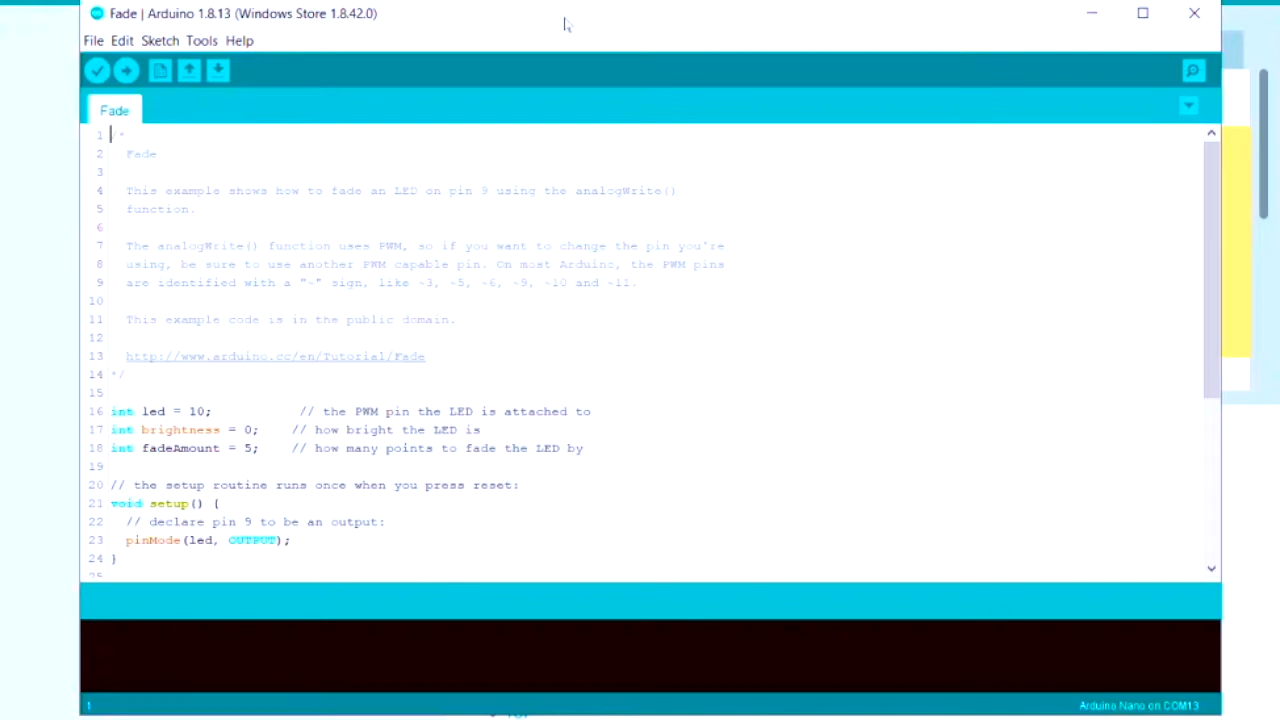 Fade | Arduino 1.8.13 (Windows Store 1.8.42.0)
File Edit Sketch Tools Help
Fade
1 /*
2 Fade
3
4 This example shows how to fade an LED on pin 9 using the analogWrite()
5 function.
6
7 The analogWrite() function uses PWM, so if you want to change the pin you're
8 using, be sure to use another PWM capable pin. On most Arduino, the PWM pins
9 are identified with a "~" sign, like ~3, ~5, ~6, ~9, ~10 and ~11.
10
11 This example code is in the public domain.
12
13 http://www.arduino.cc/en/Tutorial/Fade
14 */
15
16 int led = 10; // the PWM pin the LED is attached to
17 int brightness = 0; // how bright the LED is
18 int fadeAmount = 5; // how many points to fade the LED by
19
20 // the setup routine runs once when you press reset:
21 void setup() {
22 // declare pin 9 to be an output:
23 pinMode(led, OUTPUT);
24 }
25
1 Arduino Nano on COM13